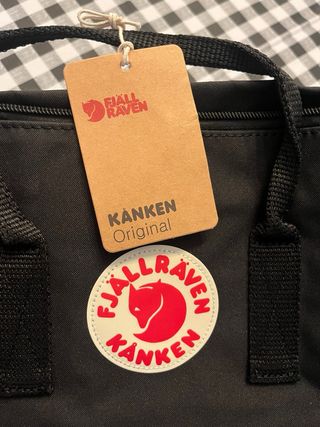 FJÄLL
RÄVEN
KÅNKEN
Original
FJÄLLRÄVEN
KÅNKEN